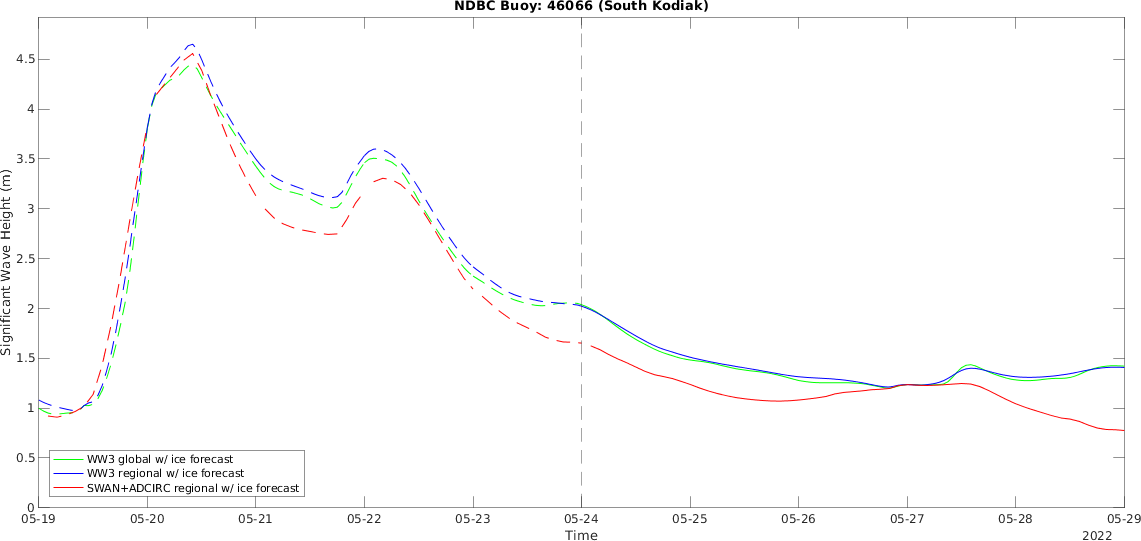 NDBC Buoy: 46066 (South Kodiak)
4.5
4
3.5
3
2.5
2
1.5
1
0.5
0
Significant Wave Height (m)
WW3 global w/ ice forecast
WW3 regional w/ ice forecast
SWAN+ADCIRC regional w/ ice forecast
05-19 05-20 05-21 05-22 05-23 05-24 05-25 05-26 05-27 05-28 05-29
Time 2022